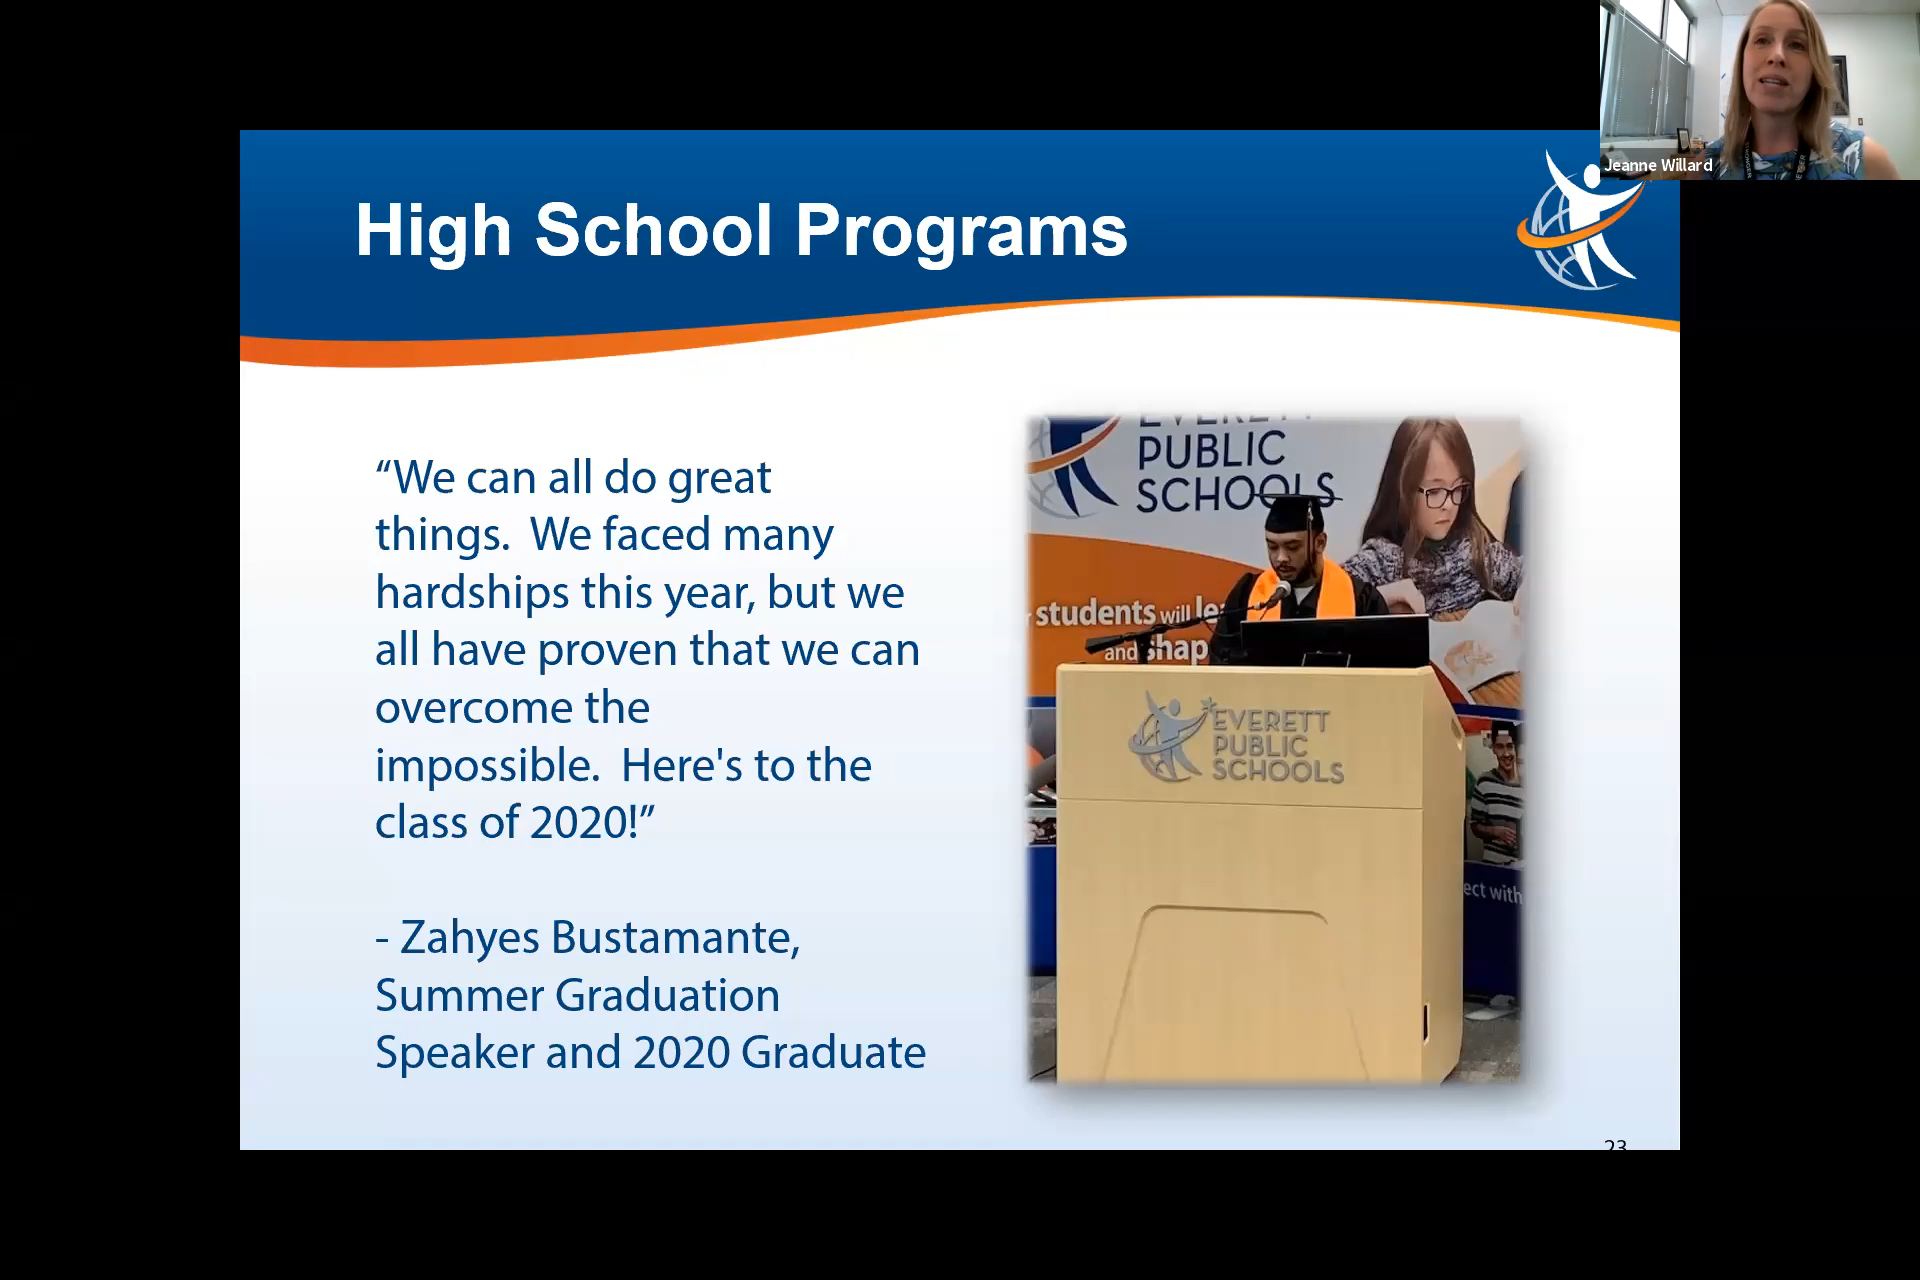 Jeanne Willard
High School Programs
“We can all do great
things.  We faced many
hardships this year, but we
all have proven that we can
overcome the
impossible.  Here's to the
class of 2020!”
- Zahyes Bustamante,
Summer Graduation
Speaker and 2020 Graduate
EVERETT
PUBLIC
SCHOOLS
students will
and
EVERETT
PUBLIC
SCHOOLS
with
23